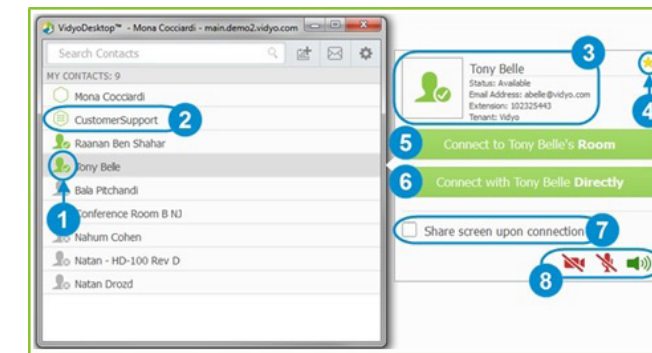 VidyoDesktop™ - Mona Cocciardi - main.demo2.vidyo.com
Search Contacts
MY CONTACTS: 9
Mona Cocciardi
CustomerSupport 2
Raanan Ben Shahar
Tony Belle
Bala Pitchandi
1
Conference Room B NJ
Nahum Cohen
Natan - HD-100 Rev D
Natan Drozd
3
Tony Belle
Status: Available
Email Address: abelle@vidyo.com
Extension: 102325443
Tenant: Vidyo
4
5 Connect to Tony Belle's Room
6 Connect with Tony Belle Directly
Share screen upon connection 7
8